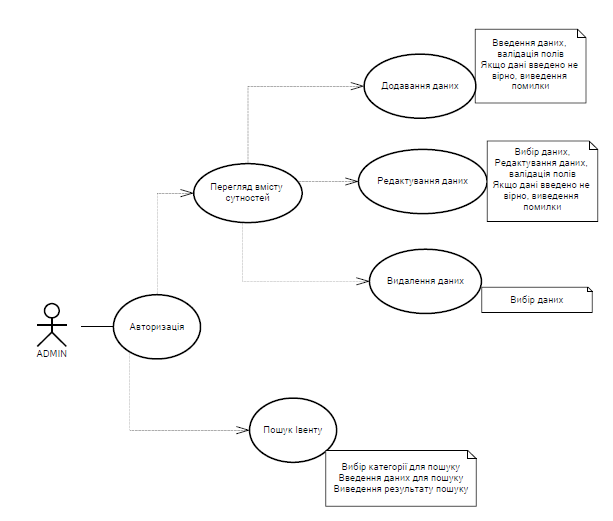 Введення даних,
валідація полів
Якщо дані введено не
вірно, виведення
помилки
Додавання даних
Вибір даних,
Редактування даних,
валідація полів
Якщо дані введено не
вірно, виведення
помилки
Редактування даних
Перегляд вмісту
сутностей
Видалення даних
Вибір даних
Авторизація
ADMIN
Пошук Івенту
Вибір категорії для пошуку
Введення даних для пошуку
Виведення результату пошуку